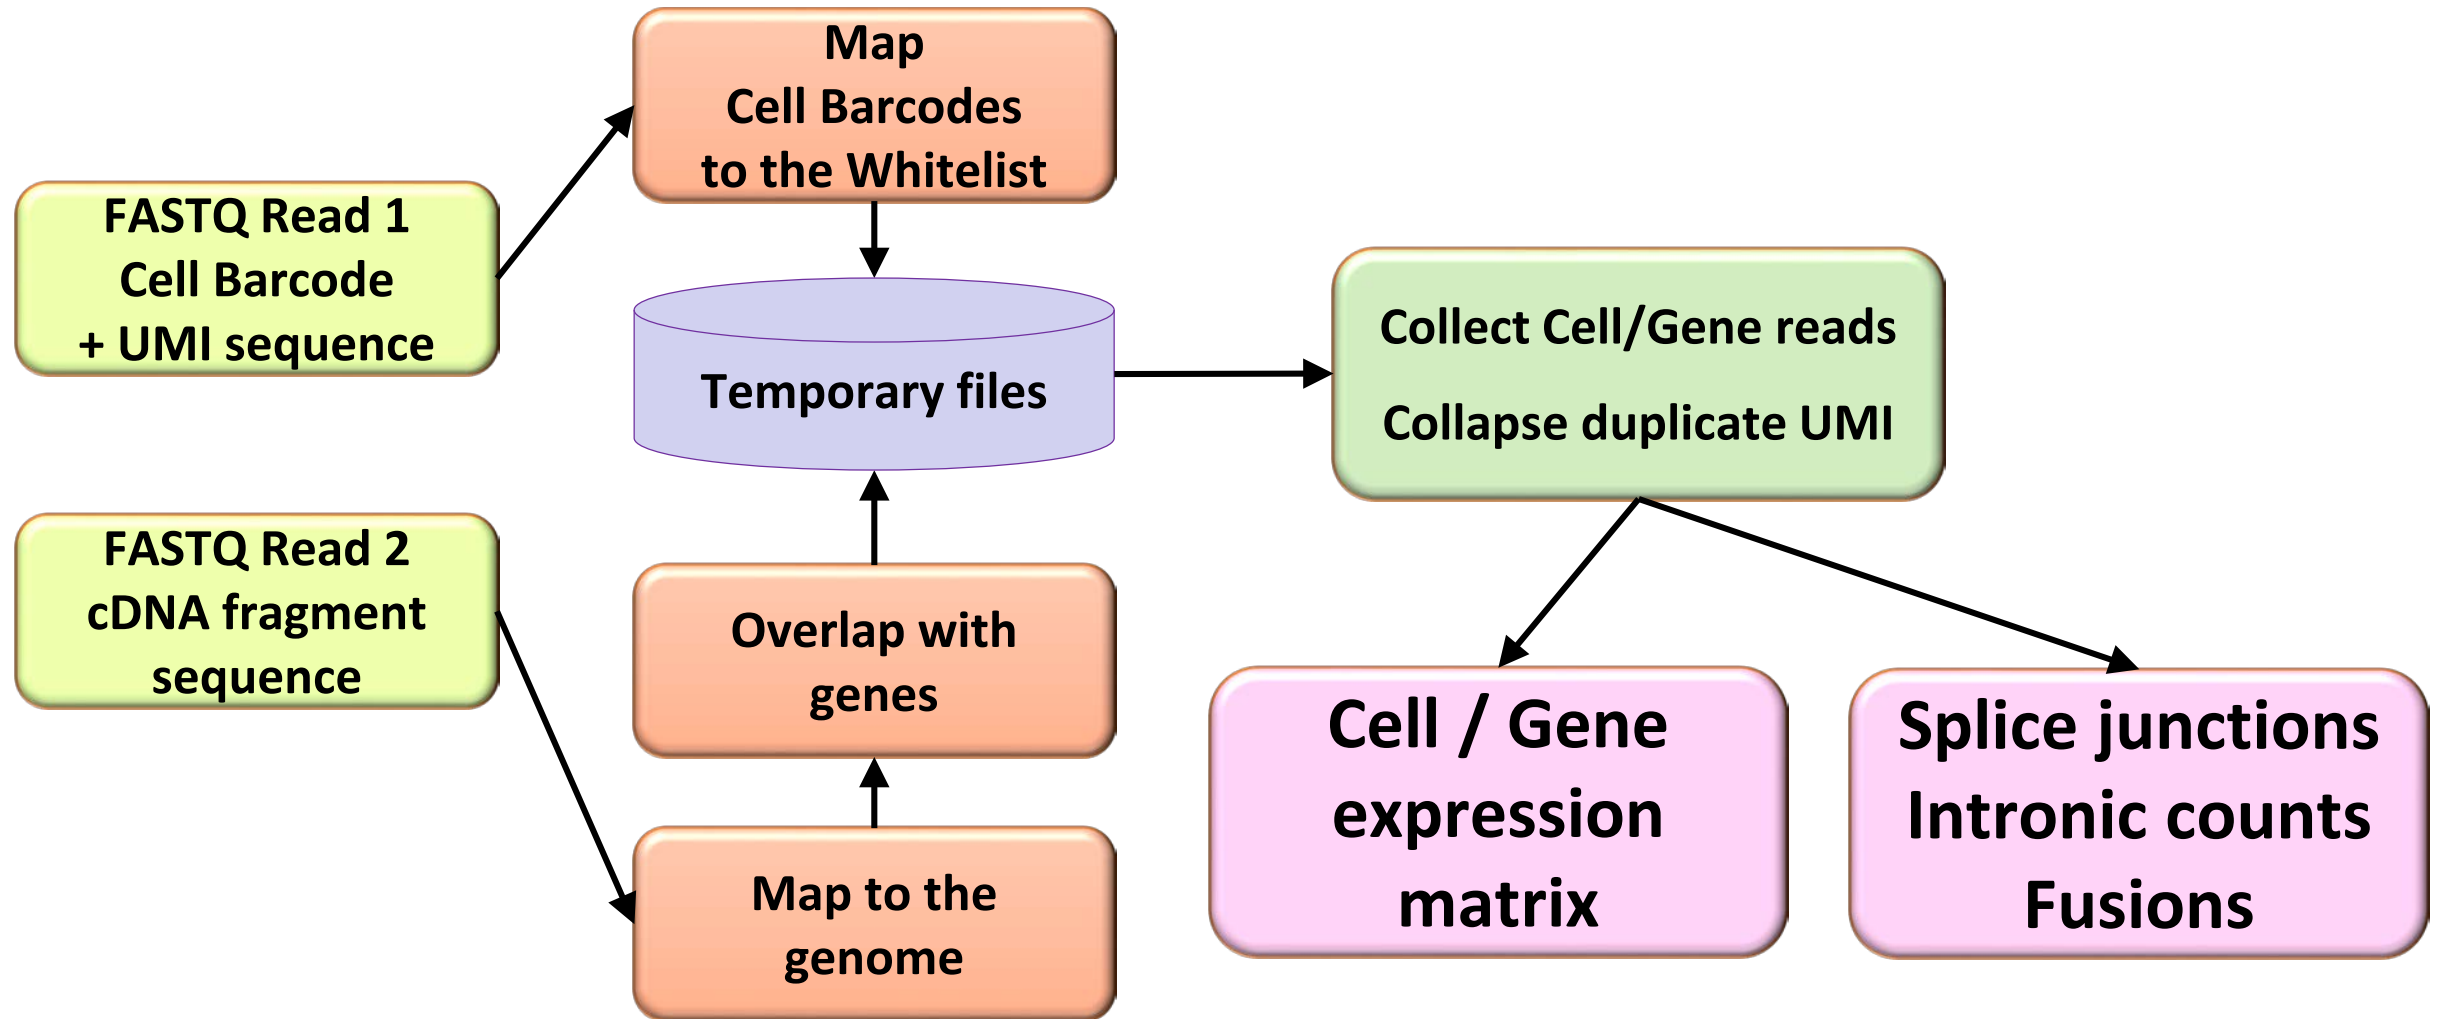 Map
Cell Barcodes
to the Whitelist
FASTQ Read 1
Cell Barcode
+ UMI sequence
Temporary files
Collect Cell/Gene reads
Collapse duplicate UMI
FASTQ Read 2
cDNA fragment
sequence
Overlap with
genes
Map to the
genome
Cell / Gene
expression
matrix
Splice junctions
Intronic counts
Fusions